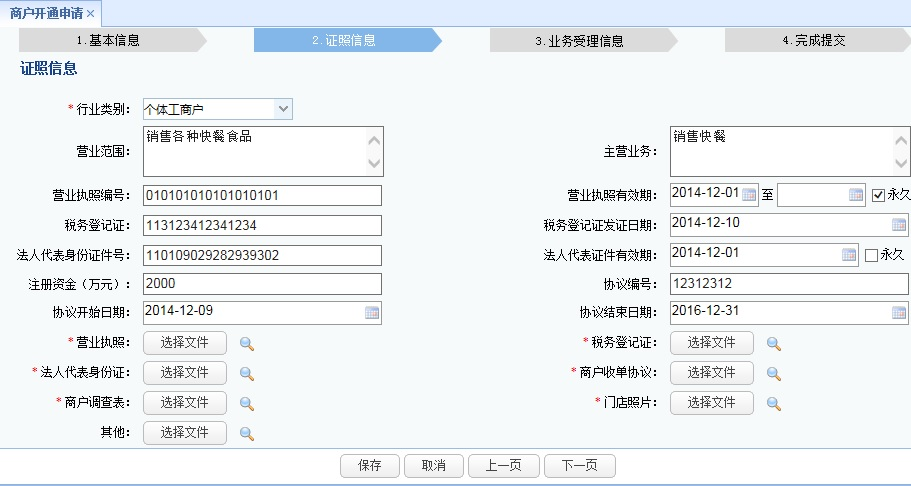 商户开通申请 ×
1.基本信息 2.证照信息 3.业务受理信息 4.完成提交
证照信息
* 行业类别： 个体工商户
营业范围： 销售各种快餐食品 主营业务： 销售快餐
营业执照编号： 010101010101010101 营业执照有效期： 2014-12-01 至 永久
税务登记证： 113123412341234 税务登记证发证日期： 2014-12-10
法人代表身份证件号： 110109029282939302 法人代表证件有效期： 2014-12-01 永久
注册资金（万元）： 2000 协议编号： 12312312
协议开始日期： 2014-12-09 协议结束日期： 2016-12-31
* 营业执照： 选择文件 * 税务登记证： 选择文件
* 法人代表身份证： 选择文件 * 商户收单协议： 选择文件
* 商户调查表： 选择文件 * 门店照片： 选择文件
其他： 选择文件
保存 取消 上一页 下一页